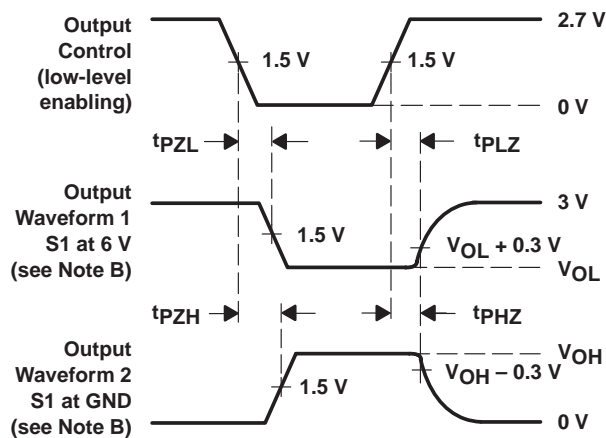 Output
Control
(low-level
enabling)
2.7 V
1.5 V
1.5 V
0 V
tPZL
tPLZ
Output
Waveform 1
S1 at 6 V
(see Note B)
3 V
1.5 V
VOL + 0.3 V
VOL
tPZH
tPHZ
Output
Waveform 2
S1 at GND
(see Note B)
VOH
1.5 V
VOH – 0.3 V
0 V